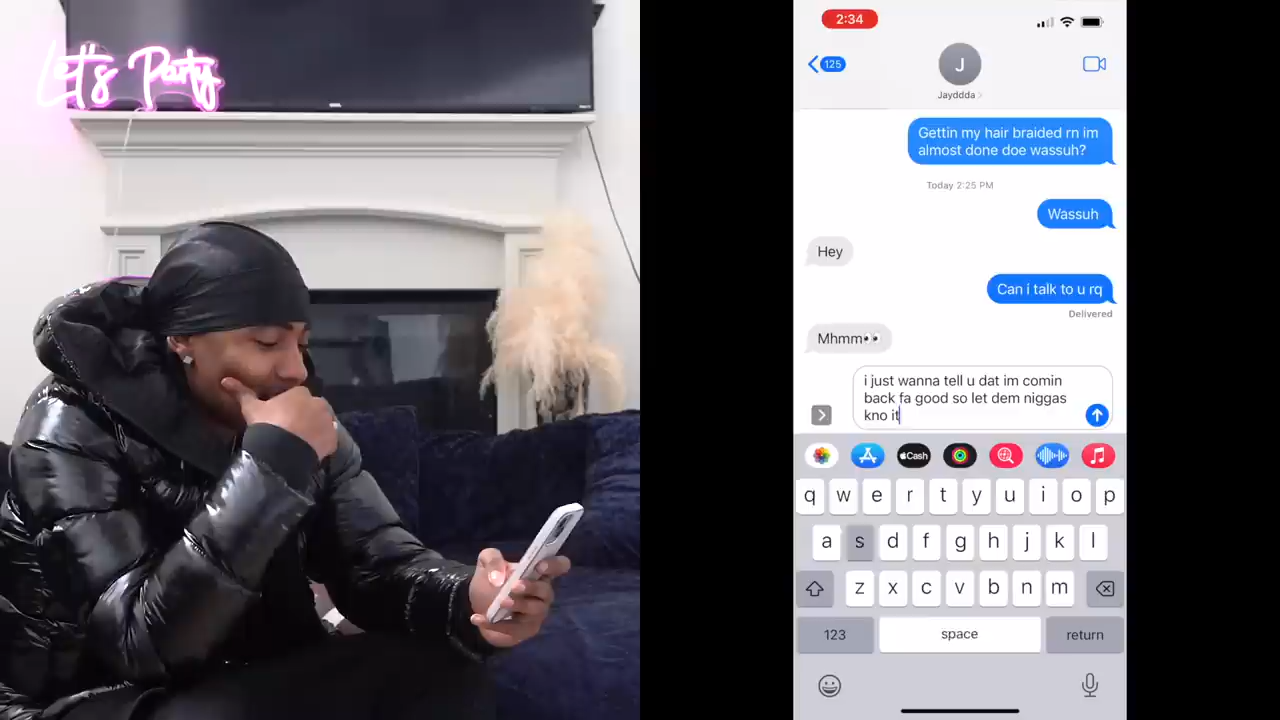 Let's Party
2:34
125
J
Jayddda
Gettin my hair braided rn im
almost done doe wassuh?
Today 2:25 PM
Wassuh
Hey
Can i talk to u rq
Delivered
Mhmm👀
i just wanna tell u dat im comin
back fa good so let dem niggas
kno it
Cash
q w e r t y u i o p
a s d f g h j k l
z x c v b n m
123 space return